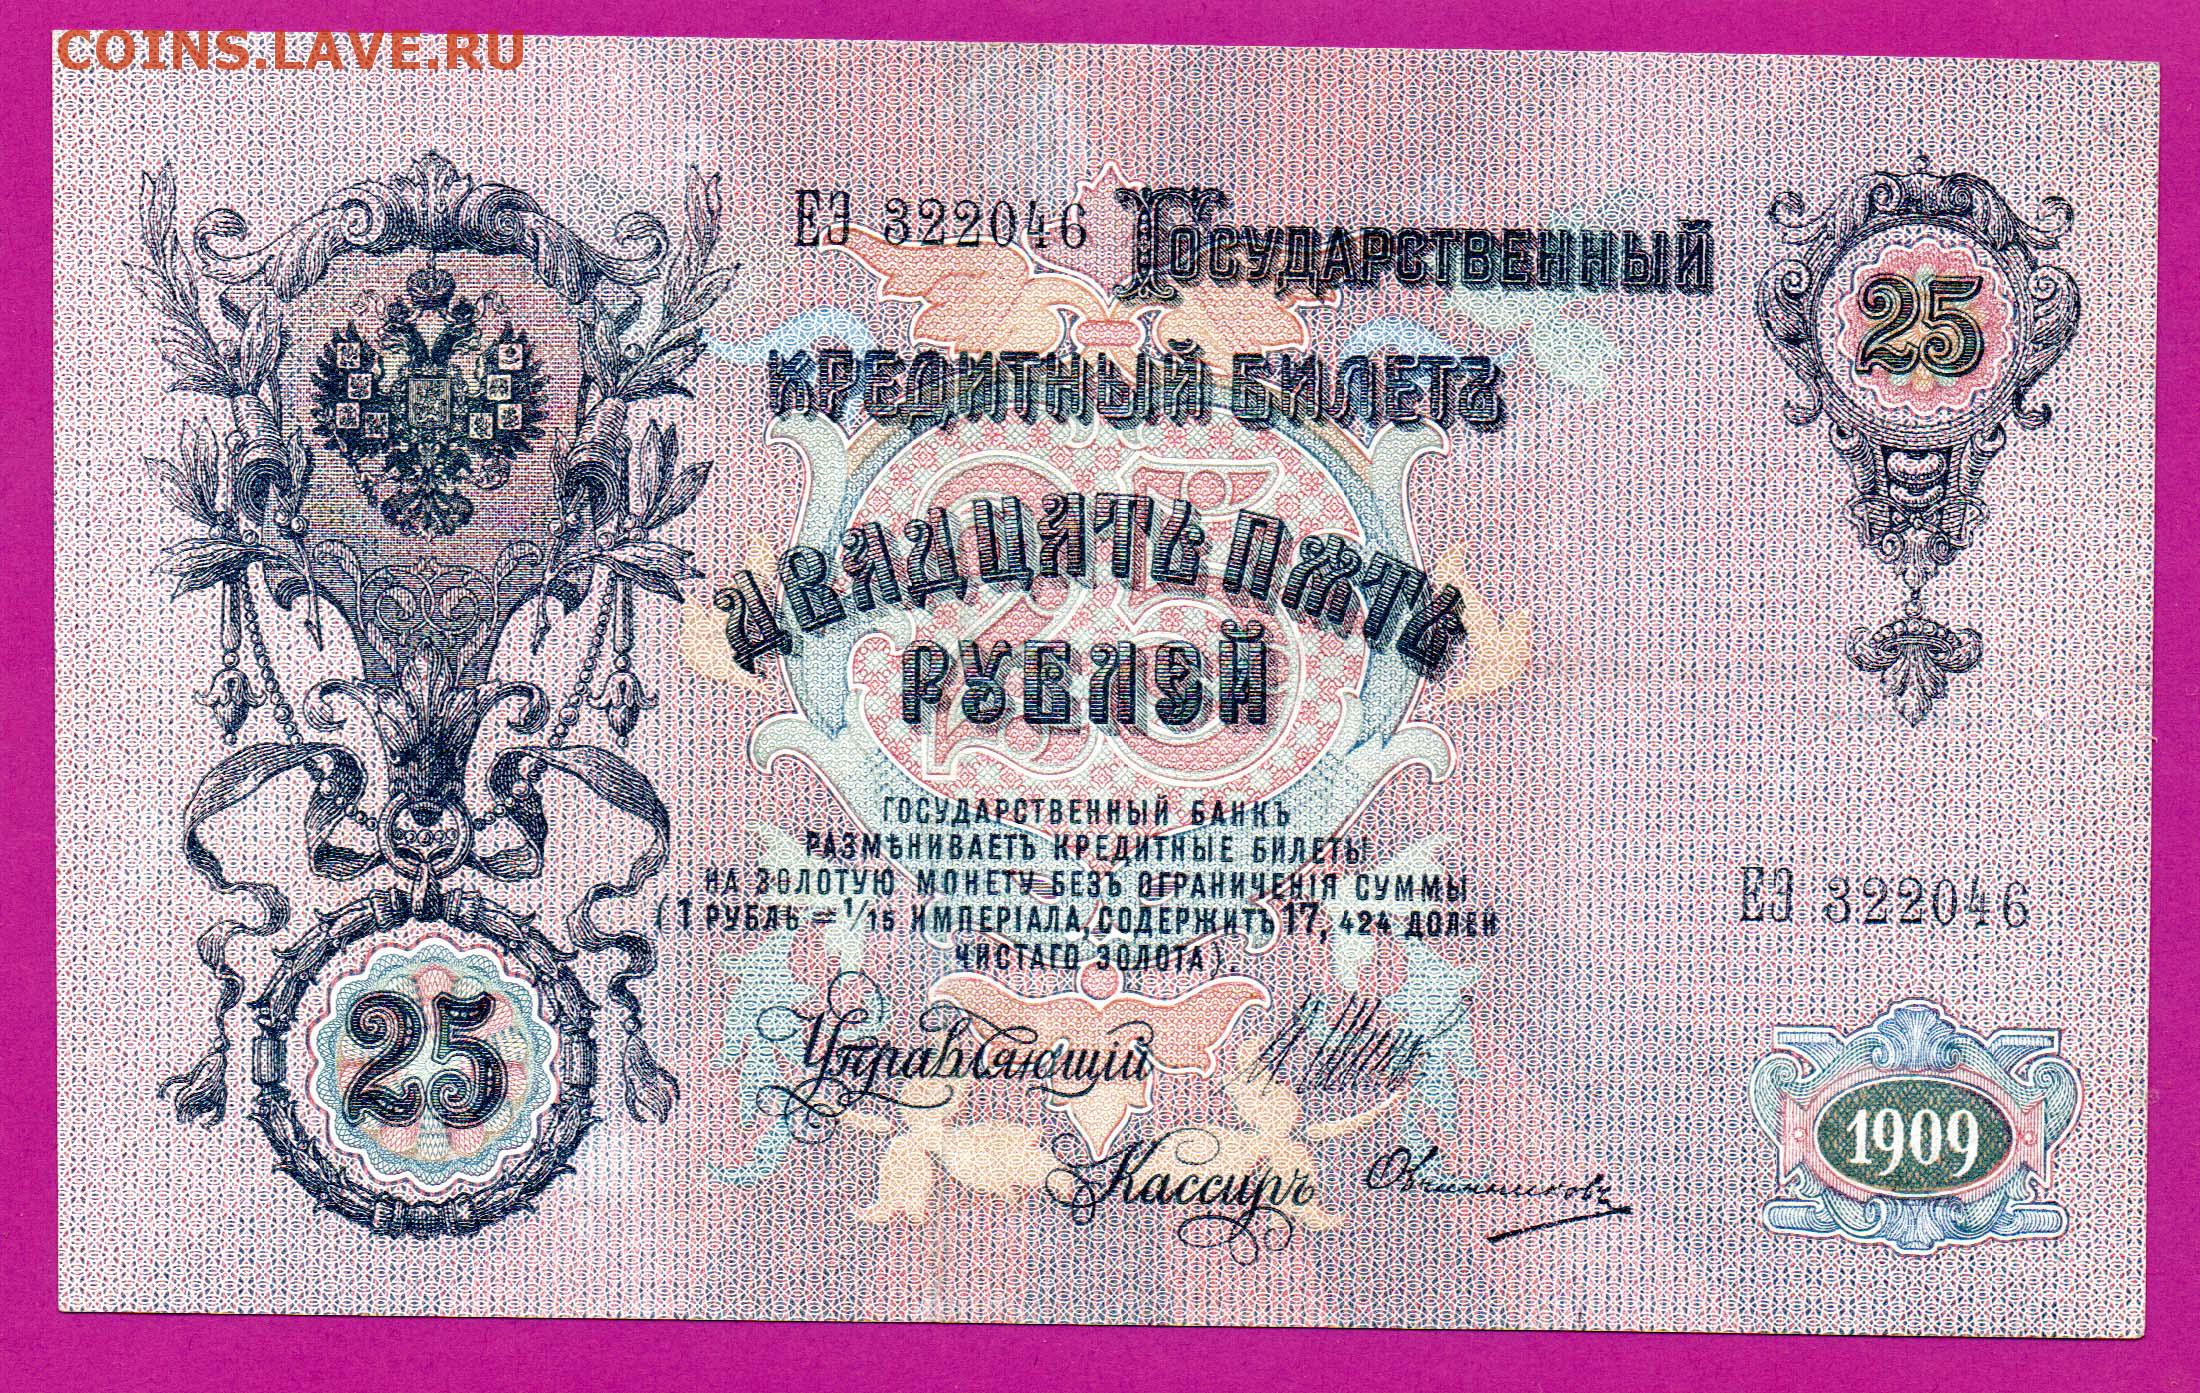 COINS.LAVE.RU
ЕЭ 322046 ГОСУДАРСТВЕННЫЙ
25
КРЕДИТНЫЙ БИЛЕТЪ
ДВАДЦАТЬ ПЯТЬ
РУБЛЕЙ
ГОСУДАРСТВЕННЫЙ БАНКЪ
РАЗМѢНИВАЕТЪ КРЕДИТНЫЕ БИЛЕТЫ
НА ЗОЛОТУЮ МОНЕТУ БЕЗЪ ОГРАНИЧЕНІЯ СУММЫ
(1 РУБЛЬ = 1/15 ИМПЕРІАЛА, СОДЕРЖИТЪ 17, 424 ДОЛЕЙ
ЧИСТАГО ЗОЛОТА).
ЕЭ 322046
25
Управляющій
Кассиръ Овчинниковъ
1909